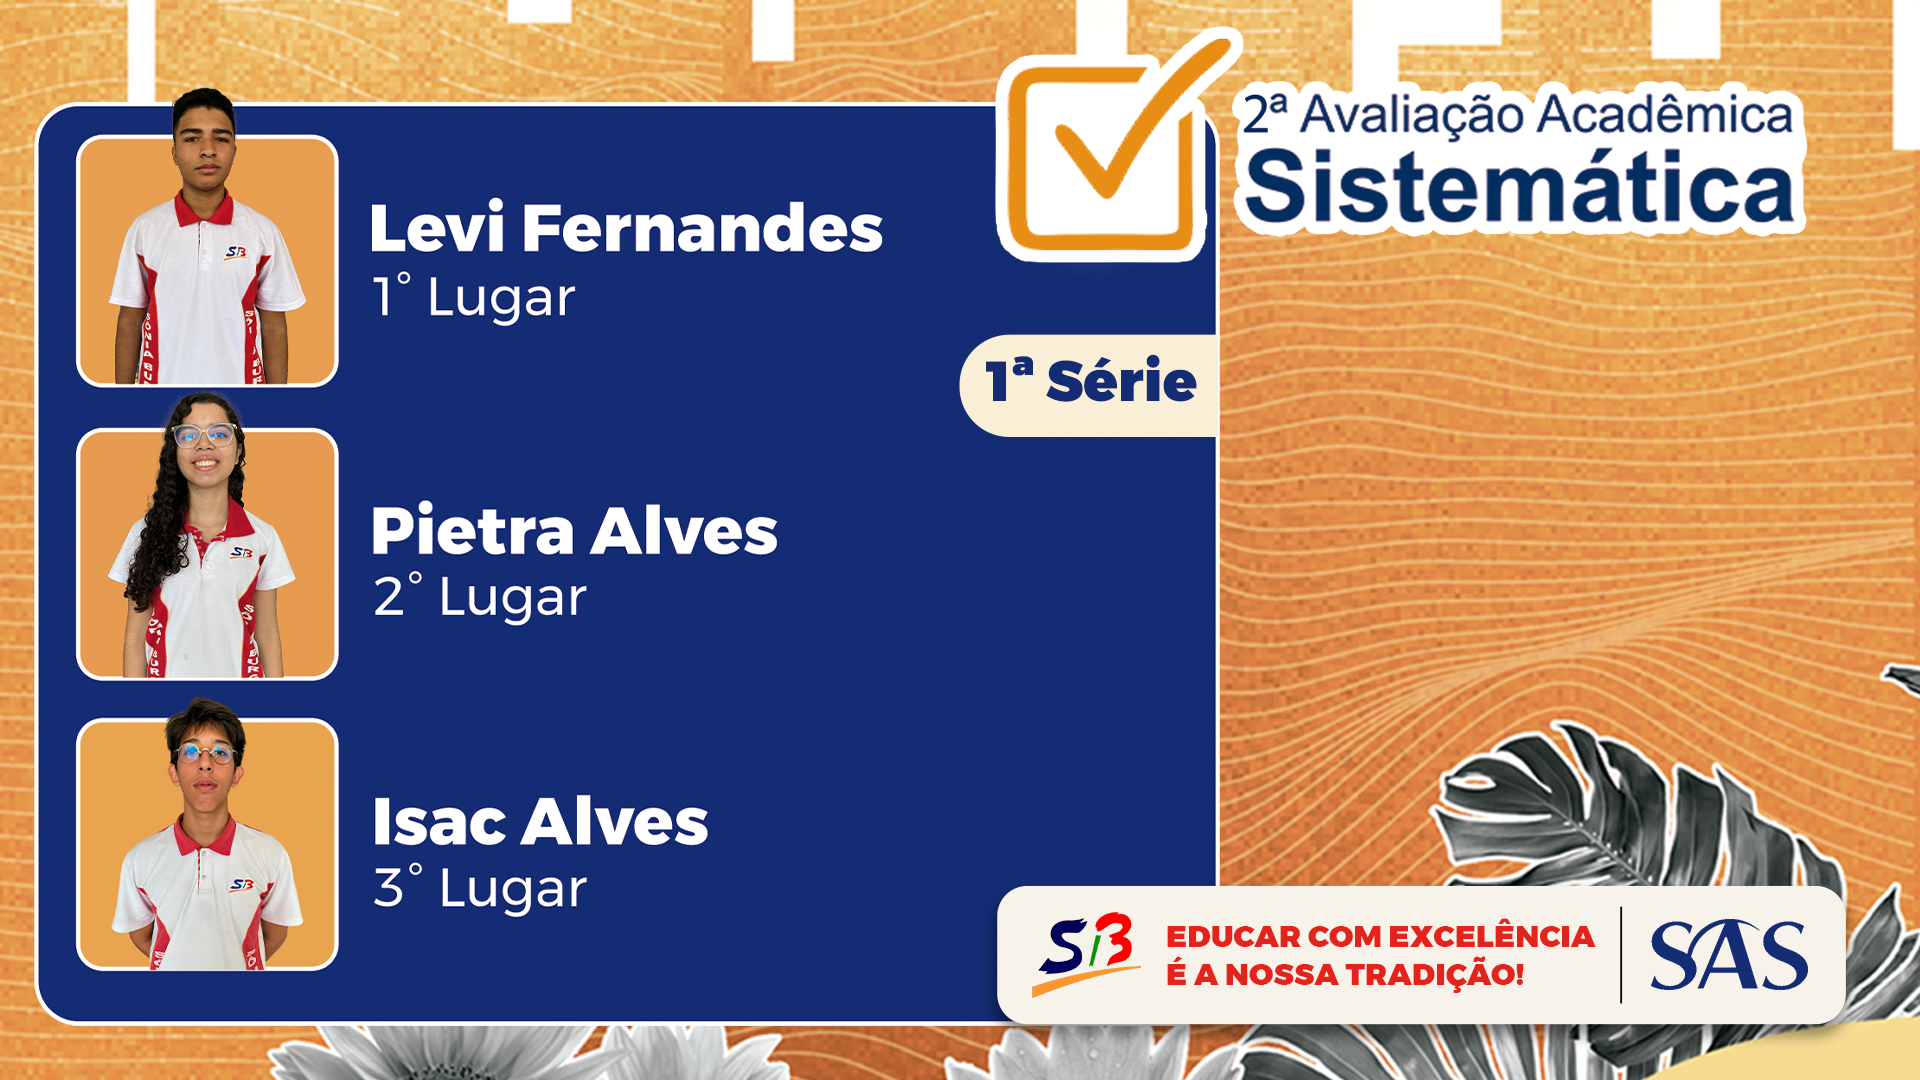 2ª Avaliação Acadêmica
Sistemática
Levi Fernandes
1° Lugar
1ª Série
Pietra Alves
2° Lugar
Isac Alves
3° Lugar
SiB
EDUCAR COM EXCELÊNCIA
É A NOSSA TRADIÇÃO!
SAS